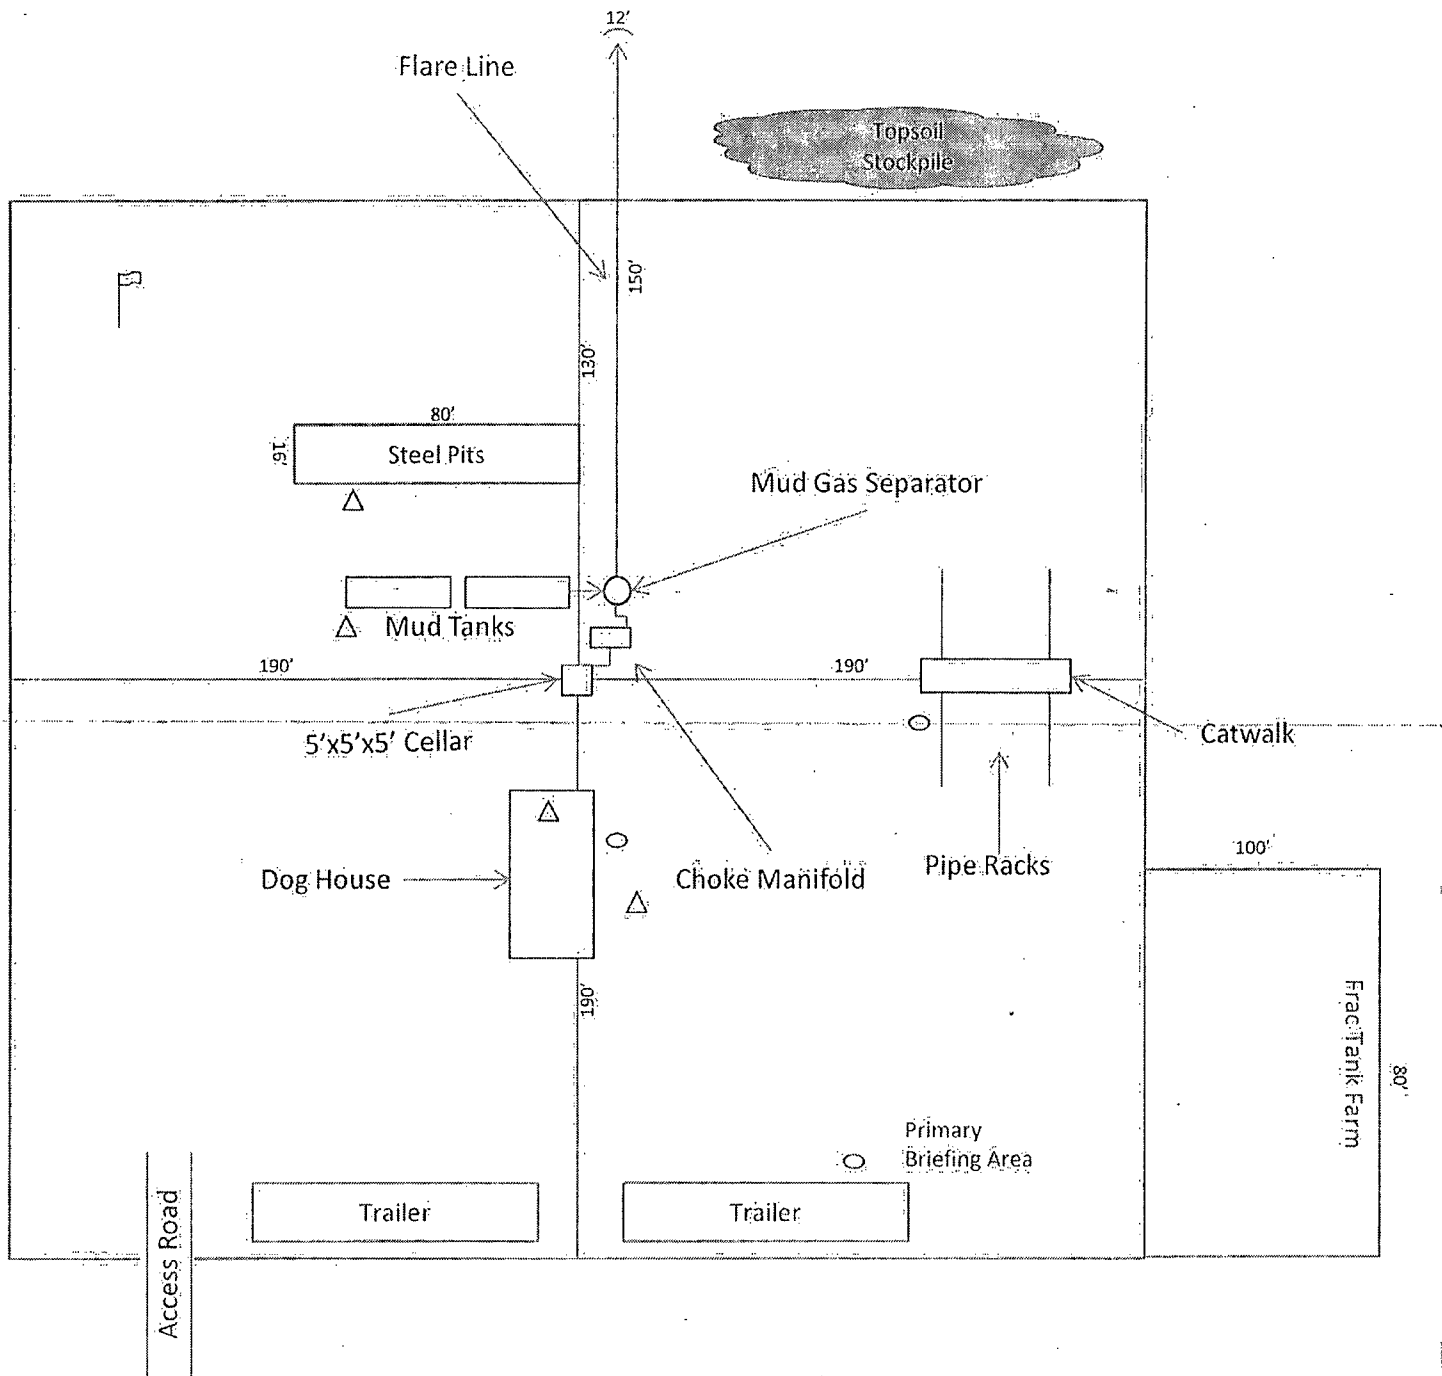 12'
Flare Line
Topsoil
Stockpile
150'
130'
80'
16'
Steel Pits
Mud Gas Separator
Mud Tanks
190'
190'
5'x5'x5' Cellar
Catwalk
Dog House
Choke Manifold
Pipe Racks
100'
190'
Frac Tank Farm
80'
Primary
Briefing Area
Trailer
Trailer
Access Road